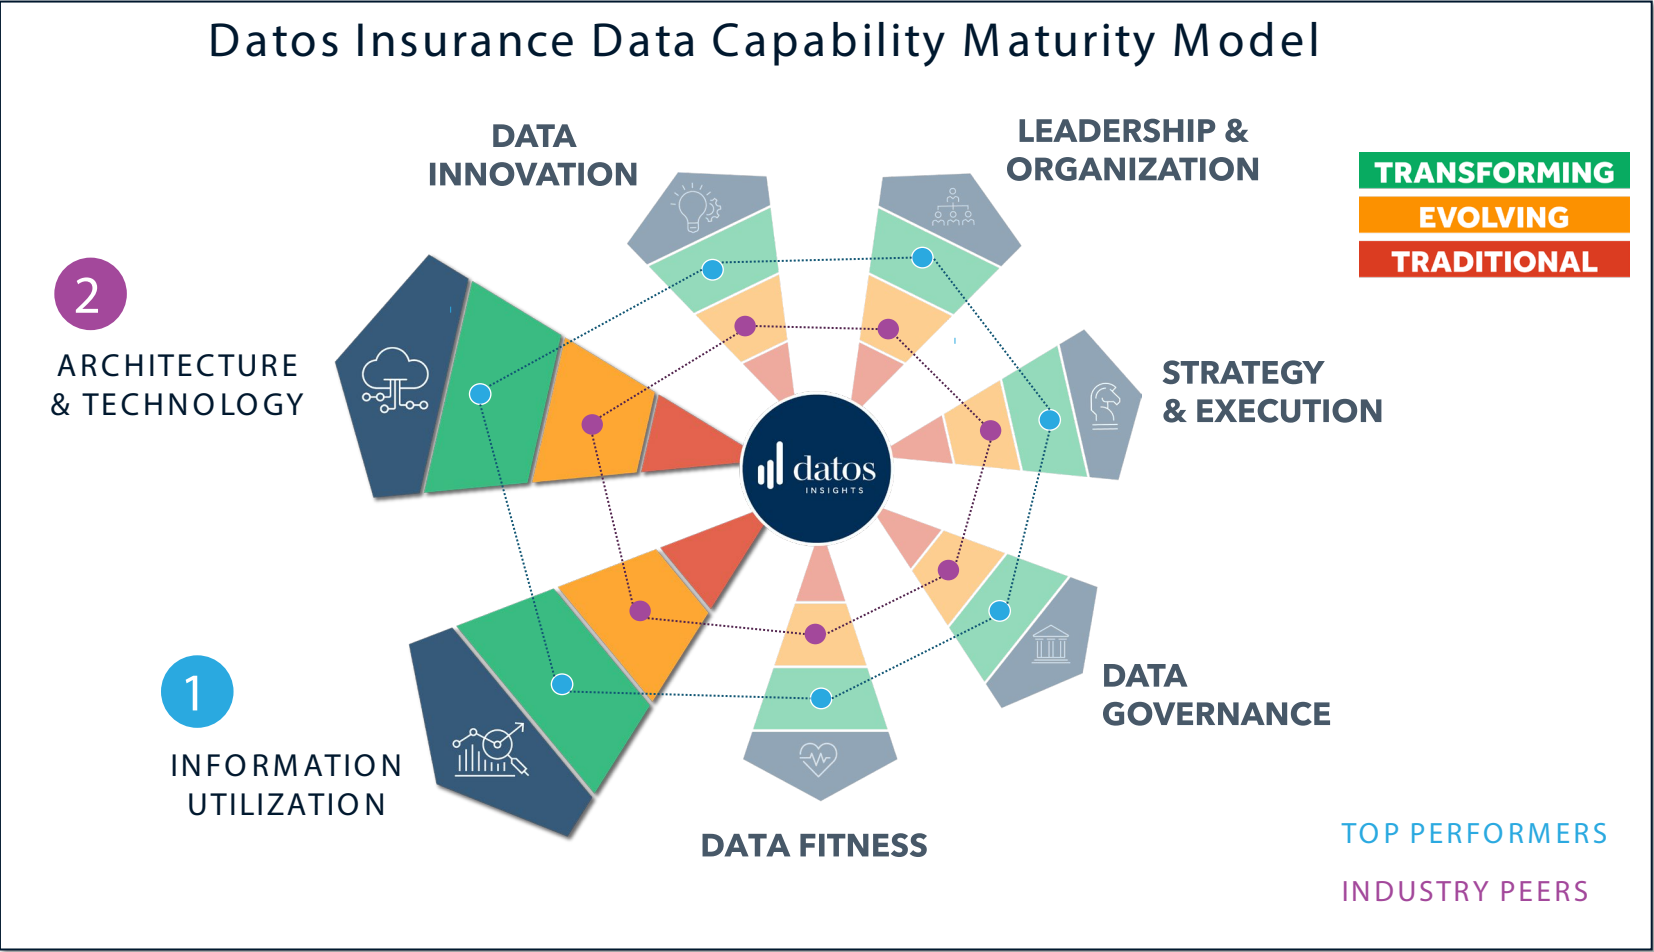 Datos Insurance Data Capability Maturity Model
DATA
INNOVATION
LEADERSHIP &
ORGANIZATION
TRANSFORMING
EVOLVING
TRADITIONAL
2
ARCHITECTURE
& TECHNOLOGY
STRATEGY
& EXECUTION
datos
INSIGHTS
1
INFORMATION
UTILIZATION
DATA
GOVERNANCE
DATA FITNESS
TOP PERFORMERS
INDUSTRY PEERS